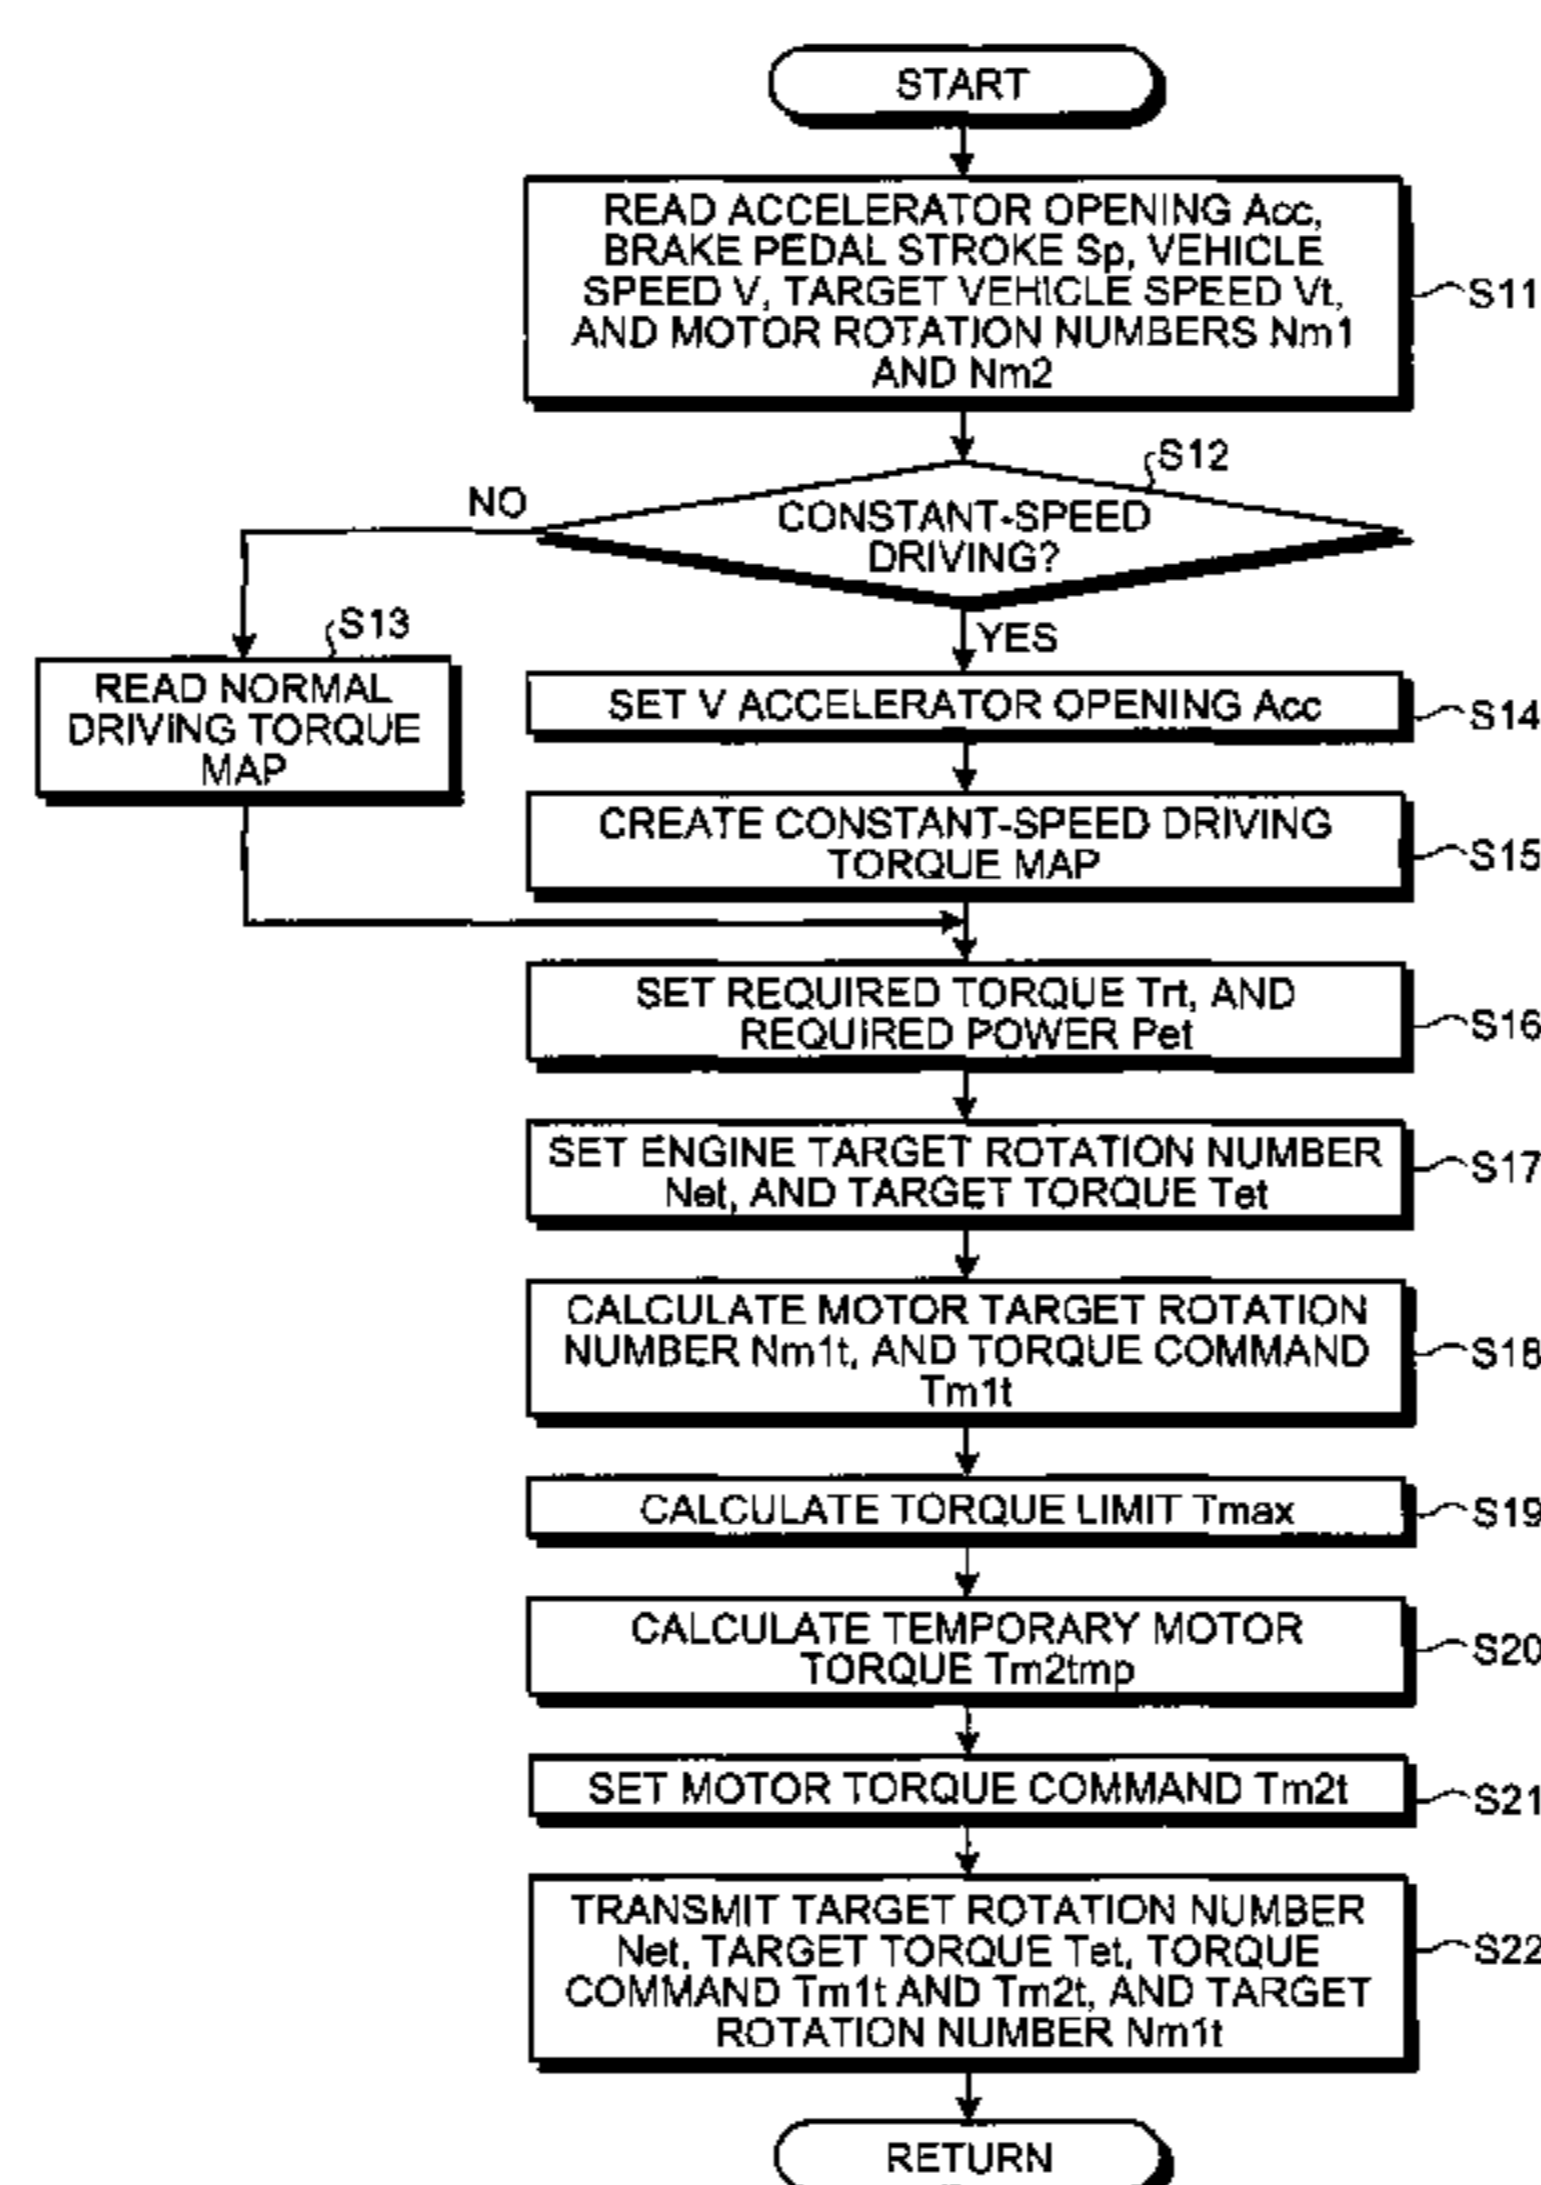 START
READ ACCELERATOR OPENING Acc,
BRAKE PEDAL STROKE Sp, VEHICLE
SPEED V, TARGET VEHICLE SPEED Vt,
AND MOTOR ROTATION NUMBERS Nm1
AND Nm2
S11
S12
CONSTANT-SPEED
DRIVING?
NO
YES
S13
READ NORMAL
DRIVING TORQUE
MAP
SET V ACCELERATOR OPENING Acc
S14
CREATE CONSTANT-SPEED DRIVING
TORQUE MAP
S15
SET REQUIRED TORQUE Trt, AND
REQUIRED POWER Pet
S16
SET ENGINE TARGET ROTATION NUMBER
Net, AND TARGET TORQUE Tet
S17
CALCULATE MOTOR TARGET ROTATION
NUMBER Nm1t, AND TORQUE COMMAND
Tm1t
S18
CALCULATE TORQUE LIMIT Tmax
S19
CALCULATE TEMPORARY MOTOR
TORQUE Tm2tmp
S20
SET MOTOR TORQUE COMMAND Tm2t
S21
TRANSMIT TARGET ROTATION NUMBER
Net, TARGET TORQUE Tet, TORQUE
COMMAND Tm1t AND Tm2t, AND TARGET
ROTATION NUMBER Nm1t
S22
RETURN